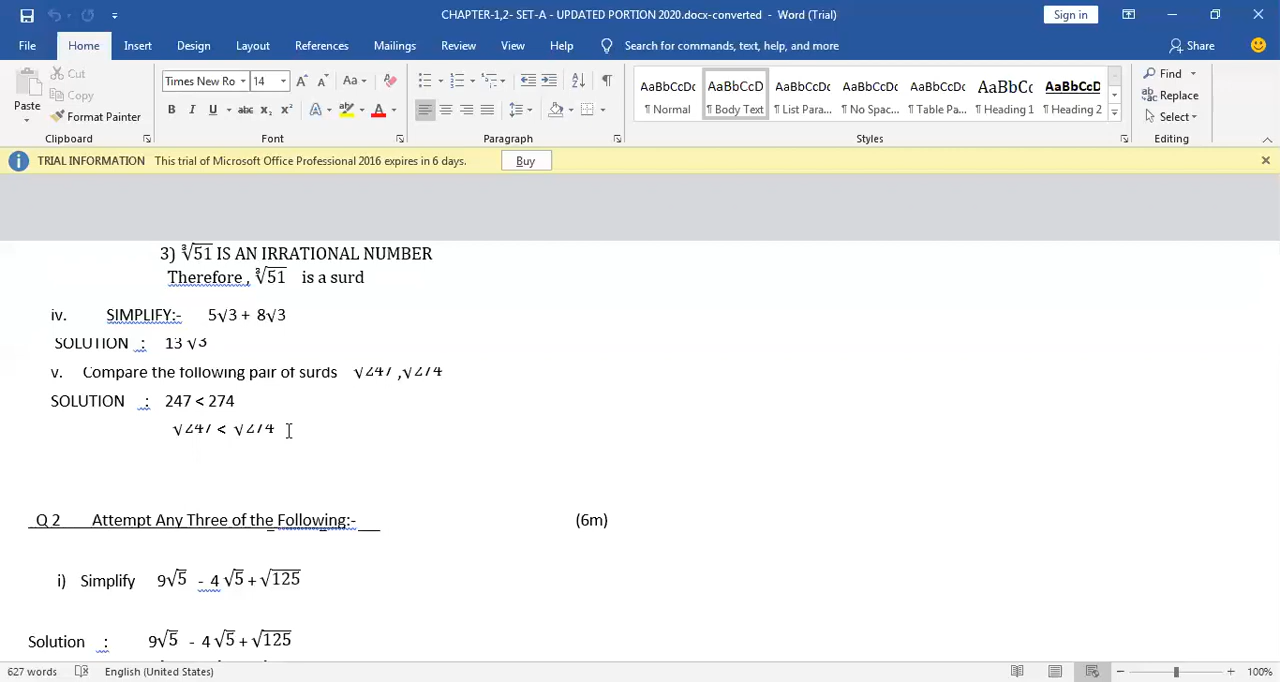 CHAPTER-1,2- SET-A - UPDATED PORTION 2020.docx-converted - Word (Trial)
Sign in
File Home Insert Design Layout References Mailings Review View Help Search for commands, text, help, and more Share
Paste
Cut
Copy
Format Painter
Clipboard
Times New Ro 14
Font
Paragraph
AaBbCcDc AaBbCcD AaBbCcDc AaBbCcDc AaBbCcDc AaBbCc AaBbCcD
¶ Normal ¶ Body Text ¶ List Para... ¶ No Spac... ¶ Table Pa... ¶ Heading 1 ¶ Heading 2
Styles
Find
Replace
Select
Editing
TRIAL INFORMATION This trial of Microsoft Office Professional 2016 expires in 6 days. Buy
3) ∛51 IS AN IRRATIONAL NUMBER
Therefore , ∛51 is a surd
iv. SIMPLIFY:- 5√3 + 8√3
SOLUTION : 13 √3
v. Compare the following pair of surds √247 ,√274
SOLUTION : 247 < 274
√247 < √274
Q 2 Attempt Any Three of the Following:- (6m)
i) Simplify 9√5 - 4 √5 + √125
Solution : 9√5 - 4 √5 + √125
627 words English (United States) 100%